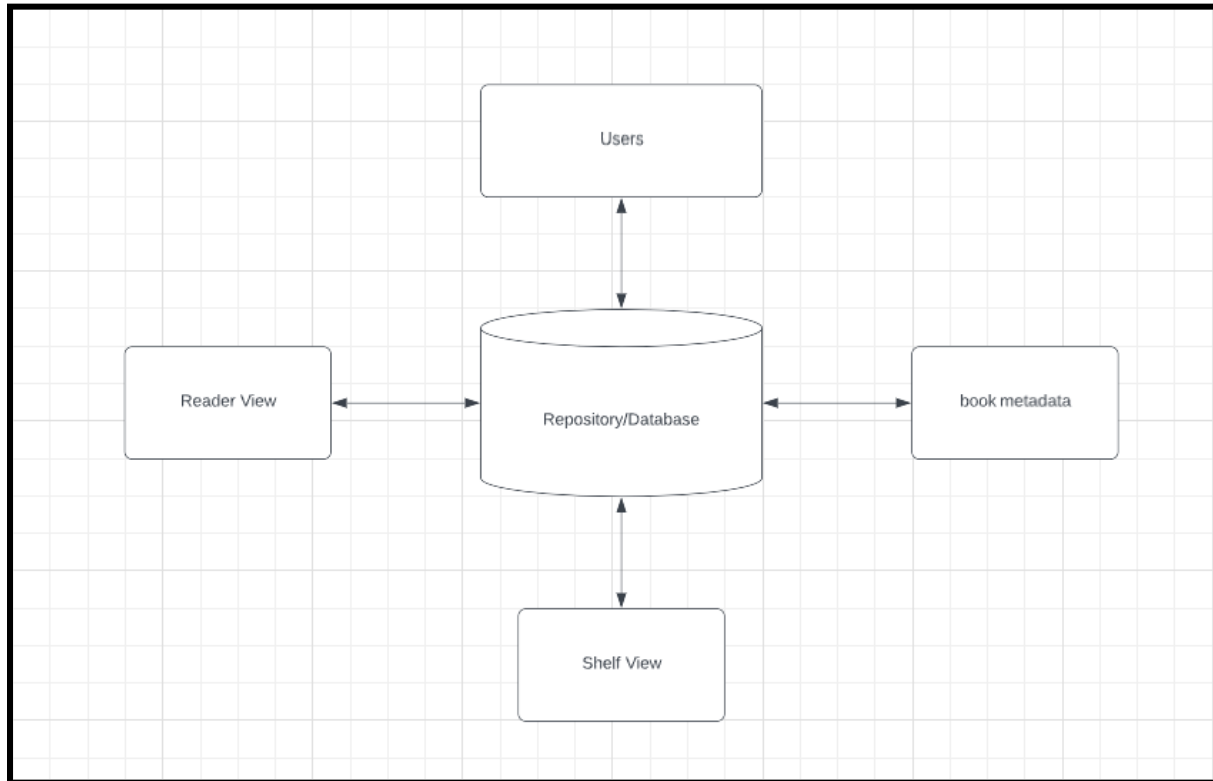 Users
Reader View
Repository/Database
book metadata
Shelf View